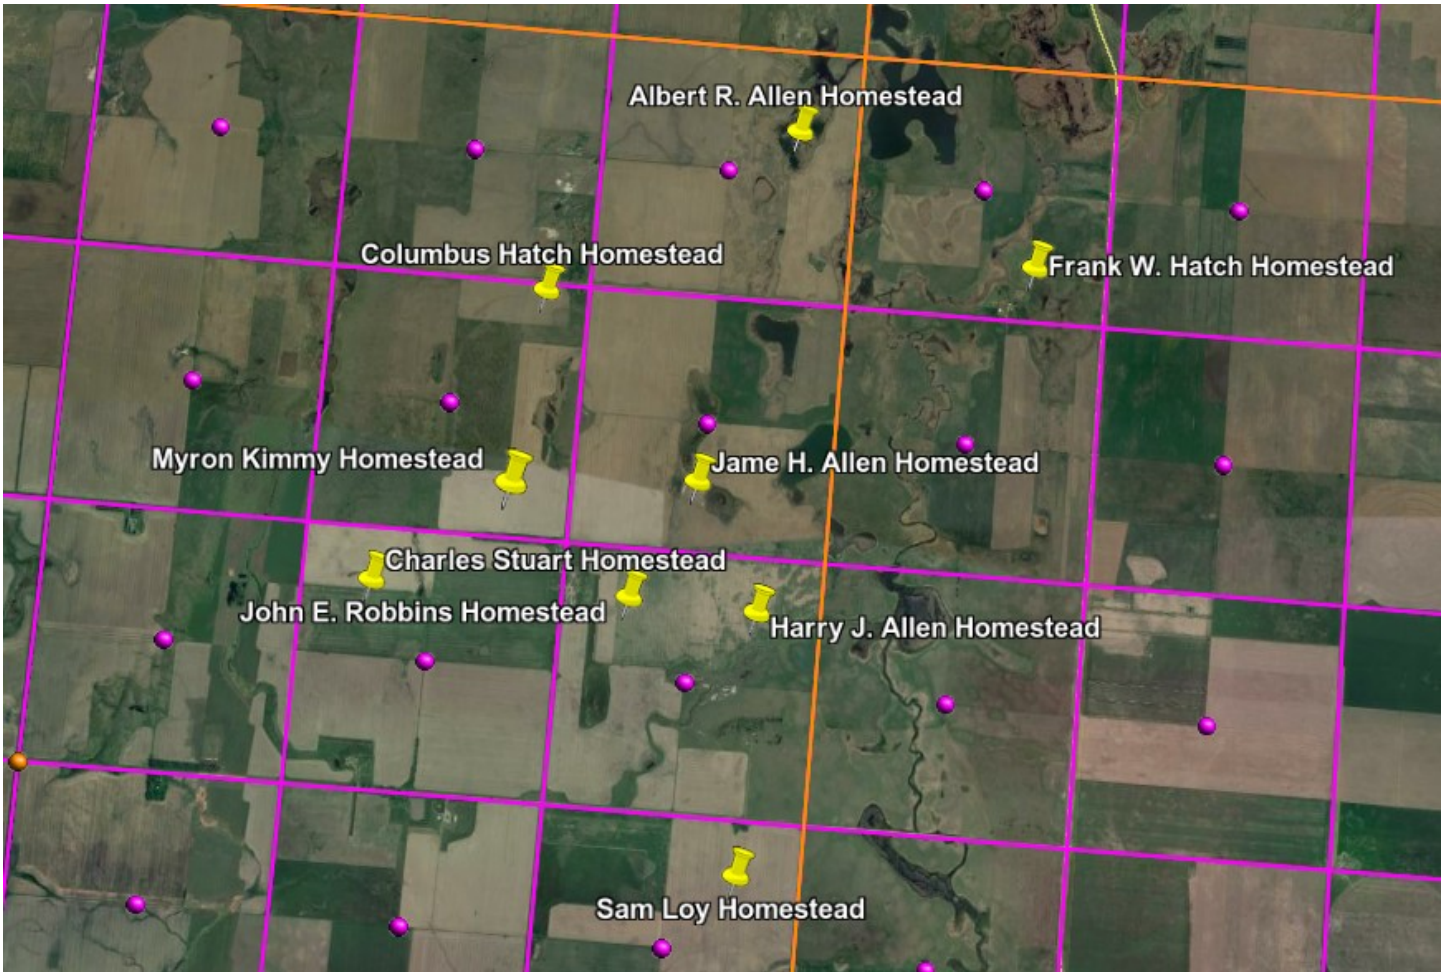 Albert R. Allen Homestead
Columbus Hatch Homestead
Frank W. Hatch Homestead
Myron Kimmy Homestead
Jame H. Allen Homestead
Charles Stuart Homestead
John E. Robbins Homestead
Harry J. Allen Homestead
Sam Loy Homestead